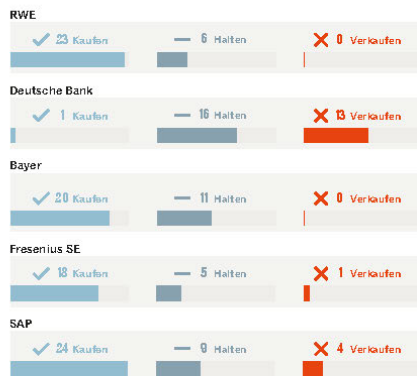 RWE
23 Kaufen 6 Halten 0 Verkaufen
Deutsche Bank
1 Kaufen 16 Halten 13 Verkaufen
Bayer
20 Kaufen 11 Halten 0 Verkaufen
Fresenius SE
18 Kaufen 5 Halten 1 Verkaufen
SAP
24 Kaufen 9 Halten 4 Verkaufen